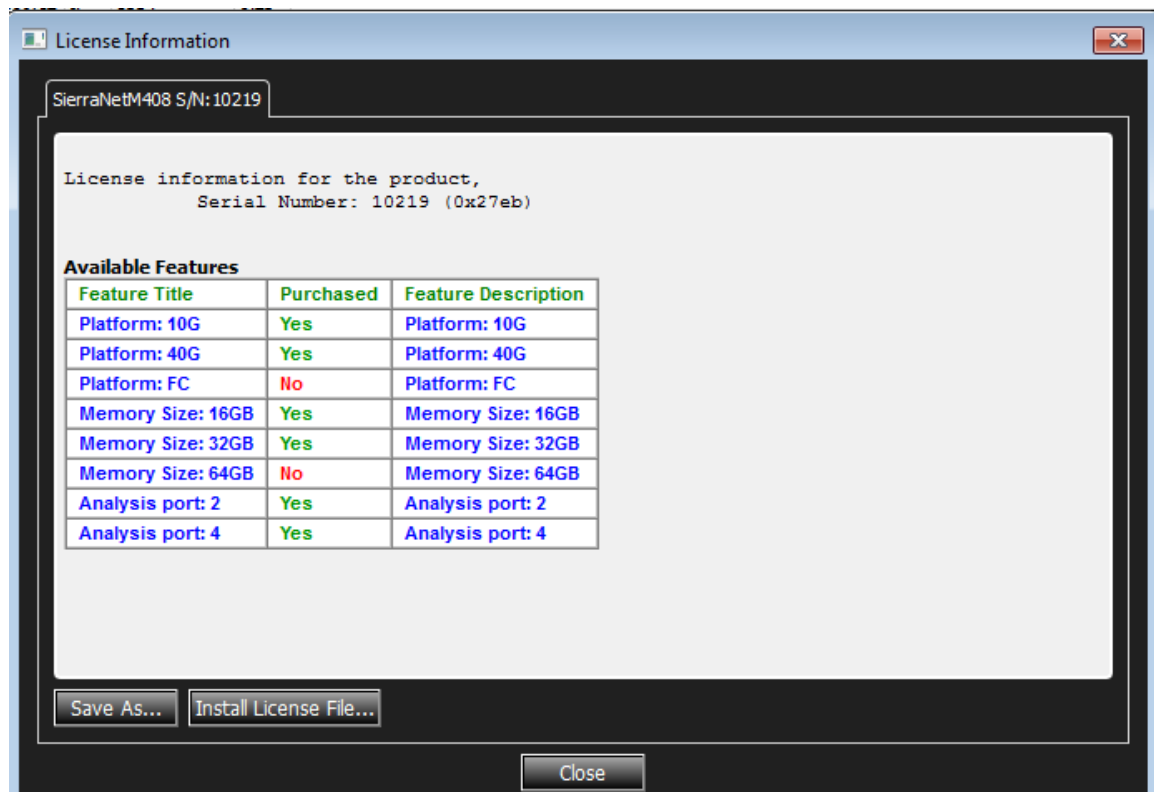 License Information
SierraNetM408 S/N:10219
License information for the product,
Serial Number: 10219 (0x27eb)
Available Features
Feature Title Purchased Feature Description
Platform: 10G Yes Platform: 10G
Platform: 40G Yes Platform: 40G
Platform: FC No Platform: FC
Memory Size: 16GB Yes Memory Size: 16GB
Memory Size: 32GB Yes Memory Size: 32GB
Memory Size: 64GB No Memory Size: 64GB
Analysis port: 2 Yes Analysis port: 2
Analysis port: 4 Yes Analysis port: 4
Save As... Install License File...
Close